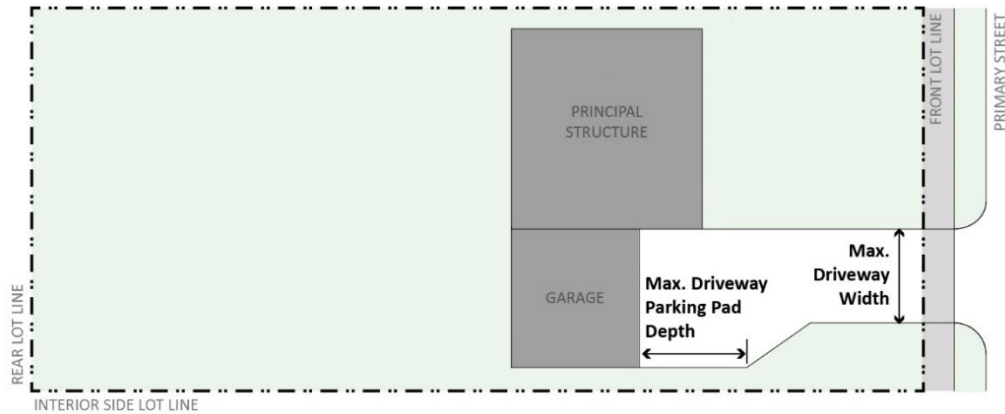 PRINCIPAL
STRUCTURE
GARAGE
Max. Driveway
Parking Pad
Depth
Max.
Driveway
Width
FRONT LOT LINE
PRIMARY STREET
REAR LOT LINE
INTERIOR SIDE LOT LINE